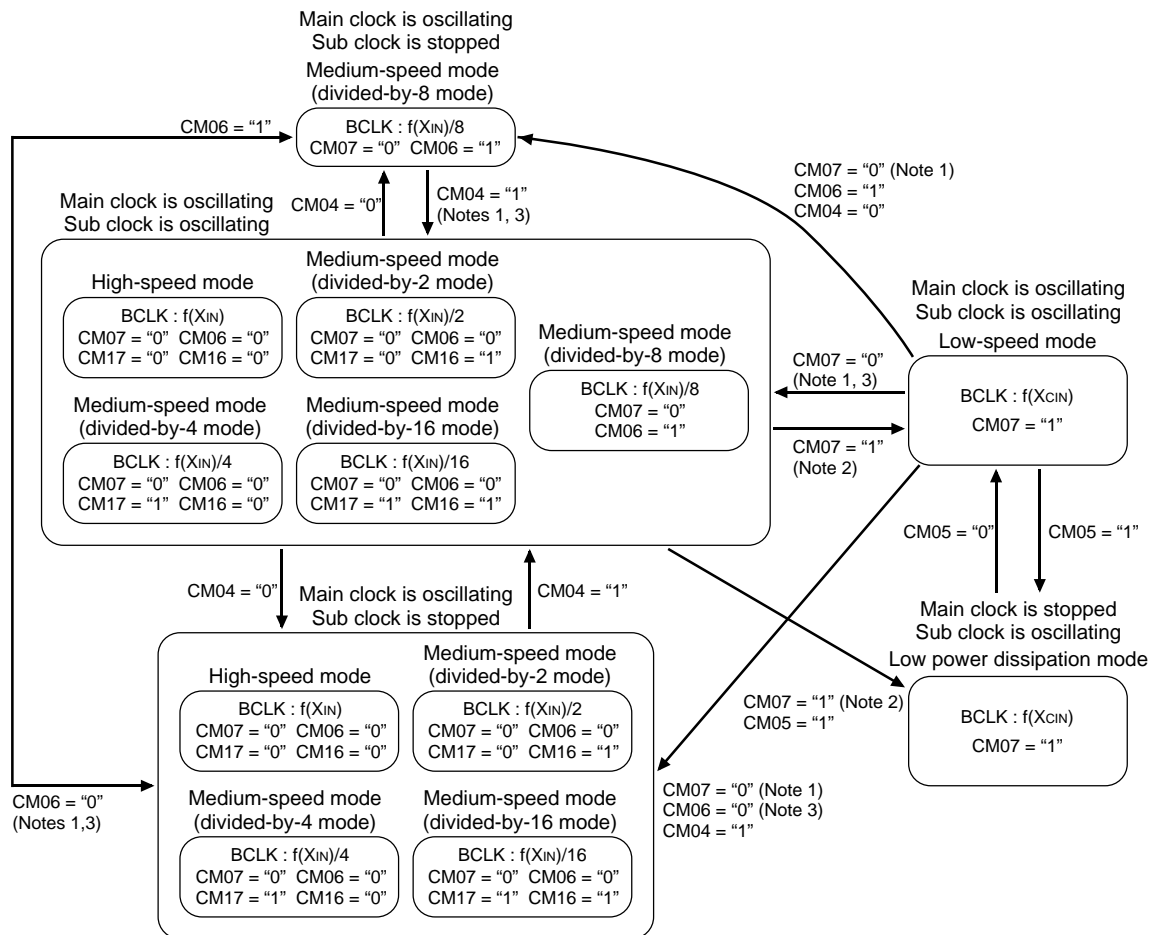 Main clock is oscillating
Sub clock is stopped
Medium-speed mode
(divided-by-8 mode)
BCLK : f(XIN)/8
CM07 = “0” CM06 = “1”
CM06 = “1”
CM04 = “0”
CM04 = “1”
(Notes 1, 3)
CM07 = “0” (Note 1)
CM06 = “1”
CM04 = “0”
Main clock is oscillating
Sub clock is oscillating
High-speed mode
BCLK : f(XIN)
CM07 = “0” CM06 = “0”
CM17 = “0” CM16 = “0”
Medium-speed mode
(divided-by-2 mode)
BCLK : f(XIN)/2
CM07 = “0” CM06 = “0”
CM17 = “0” CM16 = “1”
Medium-speed mode
(divided-by-8 mode)
BCLK : f(XIN)/8
CM07 = “0”
CM06 = “1”
Medium-speed mode
(divided-by-4 mode)
BCLK : f(XIN)/4
CM07 = “0” CM06 = “0”
CM17 = “1” CM16 = “0”
Medium-speed mode
(divided-by-16 mode)
BCLK : f(XIN)/16
CM07 = “0” CM06 = “0”
CM17 = “1” CM16 = “1”
CM07 = “0”
(Note 1, 3)
CM07 = “1”
(Note 2)
Main clock is oscillating
Sub clock is oscillating
Low-speed mode
BCLK : f(XCIN)
CM07 = “1”
CM05 = “0”
CM05 = “1”
Main clock is stopped
Sub clock is oscillating
Low power dissipation mode
BCLK : f(XCIN)
CM07 = “1”
CM04 = “0”
CM04 = “1”
CM07 = “1” (Note 2)
CM05 = “1”
Main clock is oscillating
Sub clock is stopped
High-speed mode
BCLK : f(XIN)
CM07 = “0” CM06 = “0”
CM17 = “0” CM16 = “0”
Medium-speed mode
(divided-by-2 mode)
BCLK : f(XIN)/2
CM07 = “0” CM06 = “0”
CM17 = “0” CM16 = “1”
Medium-speed mode
(divided-by-4 mode)
BCLK : f(XIN)/4
CM07 = “0” CM06 = “0”
CM17 = “1” CM16 = “0”
Medium-speed mode
(divided-by-16 mode)
BCLK : f(XIN)/16
CM07 = “0” CM06 = “0”
CM17 = “1” CM16 = “1”
CM06 = “0”
(Notes 1,3)
CM07 = “0” (Note 1)
CM06 = “0” (Note 3)
CM04 = “1”